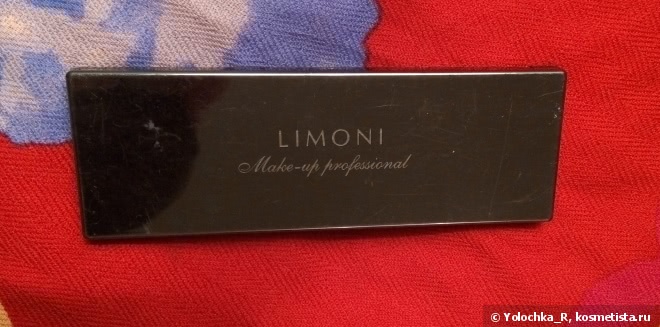 LIMONI
Make-up professional
© Yolochka_R, kosmetista.ru